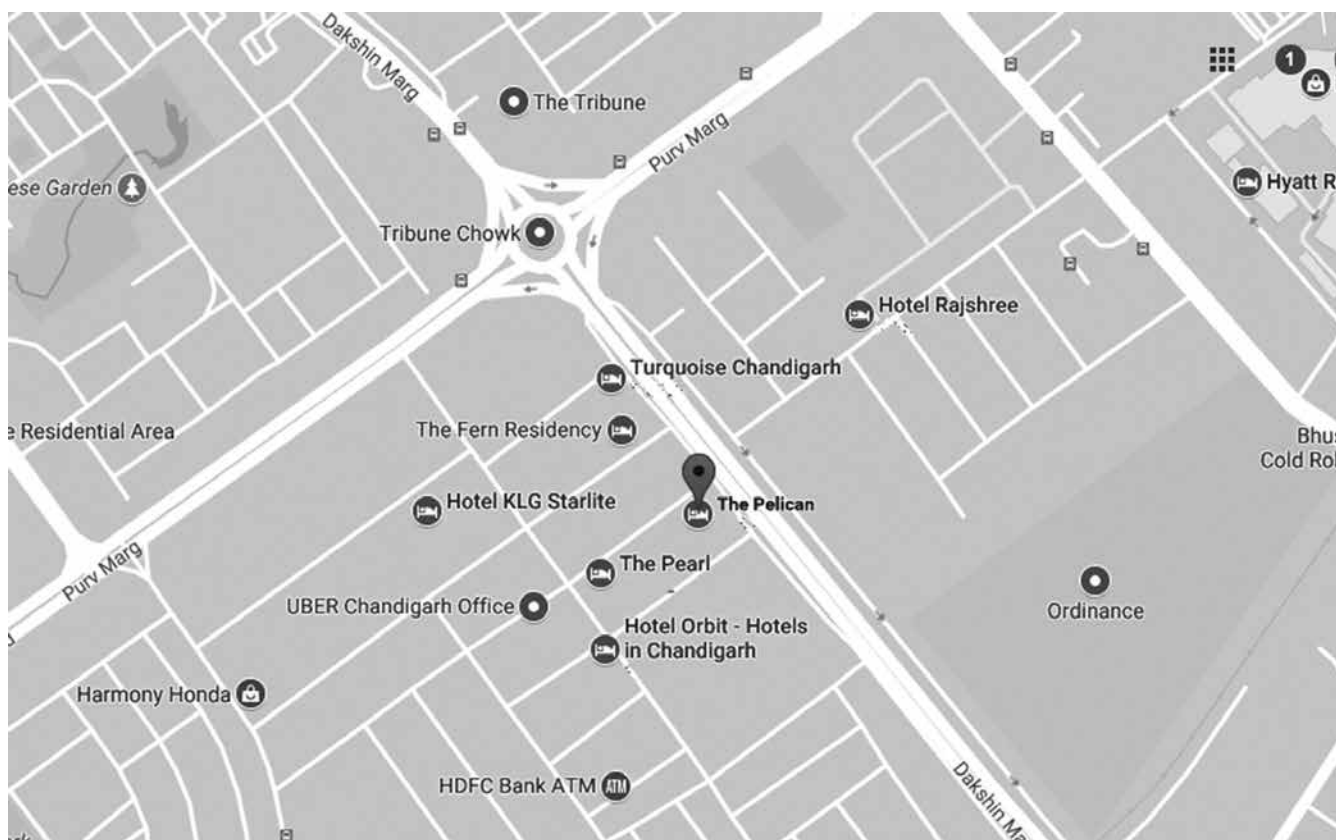 Dakshin Marg
The Tribune
1
Purv Marg
ese Garden
Hyatt R
Tribune Chowk
Hotel Rajshree
Turquoise Chandigarh
The Fern Residency
e Residential Area
Bhus
Cold Rol
Hotel KLG Starlite
The Pelican
Purv Marg
The Pearl
UBER Chandigarh Office
Ordinance
Hotel Orbit - Hotels
in Chandigarh
Harmony Honda
HDFC Bank ATM
ATM
Dakshin Ma